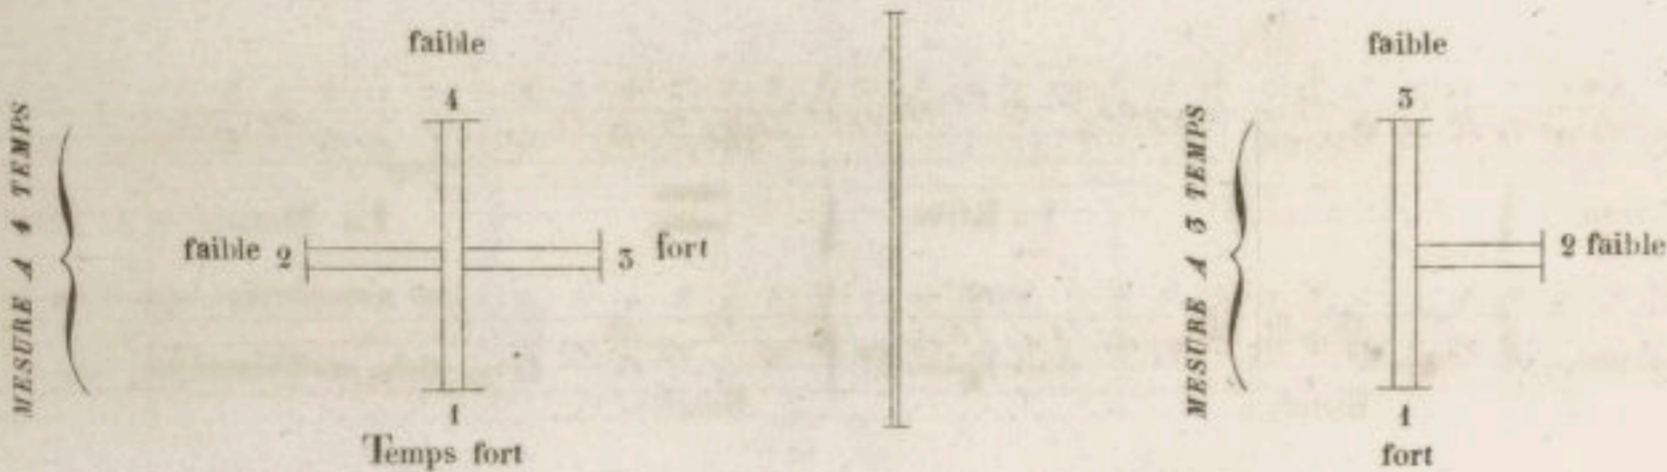 MESURE A 4 TEMPS
faible
4
faible 2
3 fort
1
Temps fort
MESURE A 3 TEMPS
faible
3
2 faible
1
fort